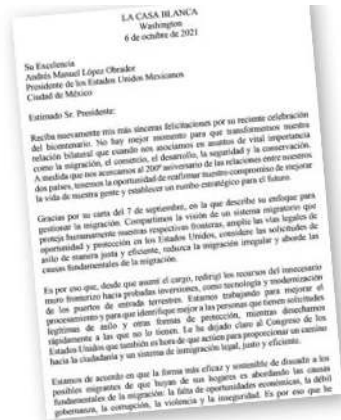 LA CASA BLANCA
Washington
6 de octubre de 2021
Su Excelencia
Andrés Manuel López Obrador
Presidente de los Estados Unidos Mexicanos
Ciudad de México
Estimado Sr. Presidente:
Reciba nuevamente mis más sinceras felicitaciones por su reciente celebración
del bicentenario. No hay mejor momento para que transformemos nuestra
relación bilateral que cuando nos asociamos en asuntos de vital importancia
como la migración, el comercio, el desarrollo, la seguridad y la conservación.
A medida que nos acercamos al 200º aniversario de las relaciones entre nuestros
dos países, tenemos la oportunidad de reafirmar nuestro compromiso de mejorar
la vida de nuestra gente y establecer un rumbo estratégico para el futuro.
Gracias por su carta del 7 de septiembre, en la que describe su enfoque para
gestionar la migración. Compartimos la visión de un sistema migratorio que
proteja humanamente nuestras respectivas fronteras, amplíe las vías legales de
oportunidad y protección en los Estados Unidos, considere las solicitudes de
asilo de manera justa y eficiente, reduzca la migración irregular y aborde las
causas fundamentales de la migración.
Es por eso que, desde que asumí el cargo, redirigí los recursos del innecesario
muro fronterizo hacia probadas inversiones, como tecnología y modernización
de los puertos de entrada terrestres. Estamos trabajando para mejorar el
procesamiento y para que identifique mejor a las personas que tienen solicitudes
legítimas de asilo y otras formas de protección, mientras desechamos
rápidamente a las que no lo tienen. Le he dejado claro al Congreso de los
Estados Unidos que también es hora de que actúen para proporcionar un camino
hacia la ciudadanía y un sistema de inmigración legal, justo y eficiente.
Estamos de acuerdo en que la forma más eficaz y sostenible de disuadir a los
posibles migrantes de que huyan de sus hogares es abordando las causas
fundamentales de la migración: la falta de oportunidades económicas, la débil
gobernanza, la corrupción, la violencia y la inseguridad. Es por eso que he